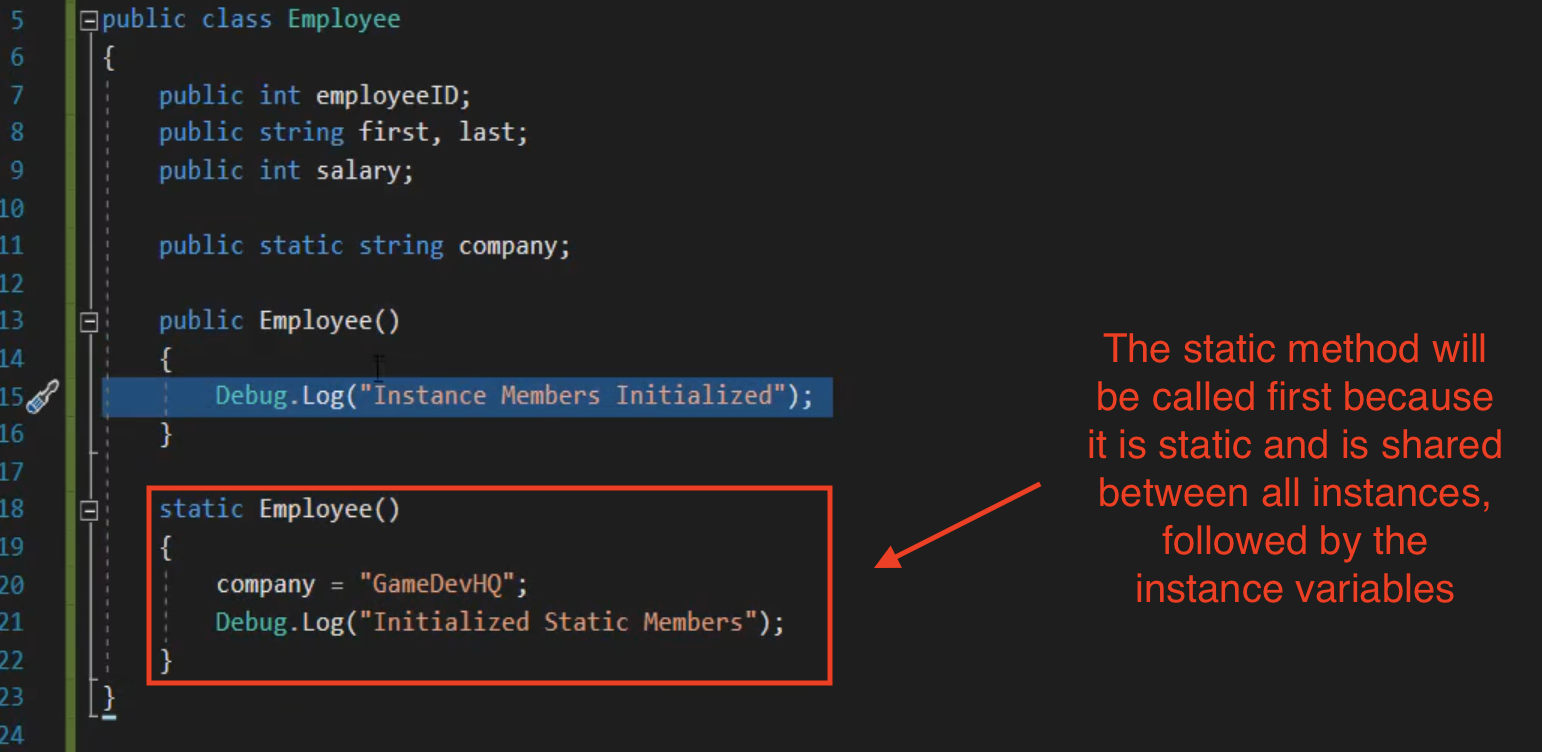 5 public class Employee
6 {
7 public int employeeID;
8 public string first, last;
9 public int salary;
10
11 public static string company;
12
13 public Employee()
14 {
15 Debug.Log("Instance Members Initialized");
16 }
17
18 static Employee()
19 {
20 company = "GameDevHQ";
21 Debug.Log("Initialized Static Members");
22 }
23 }
24
The static method will
be called first because
it is static and is shared
between all instances,
followed by the
instance variables